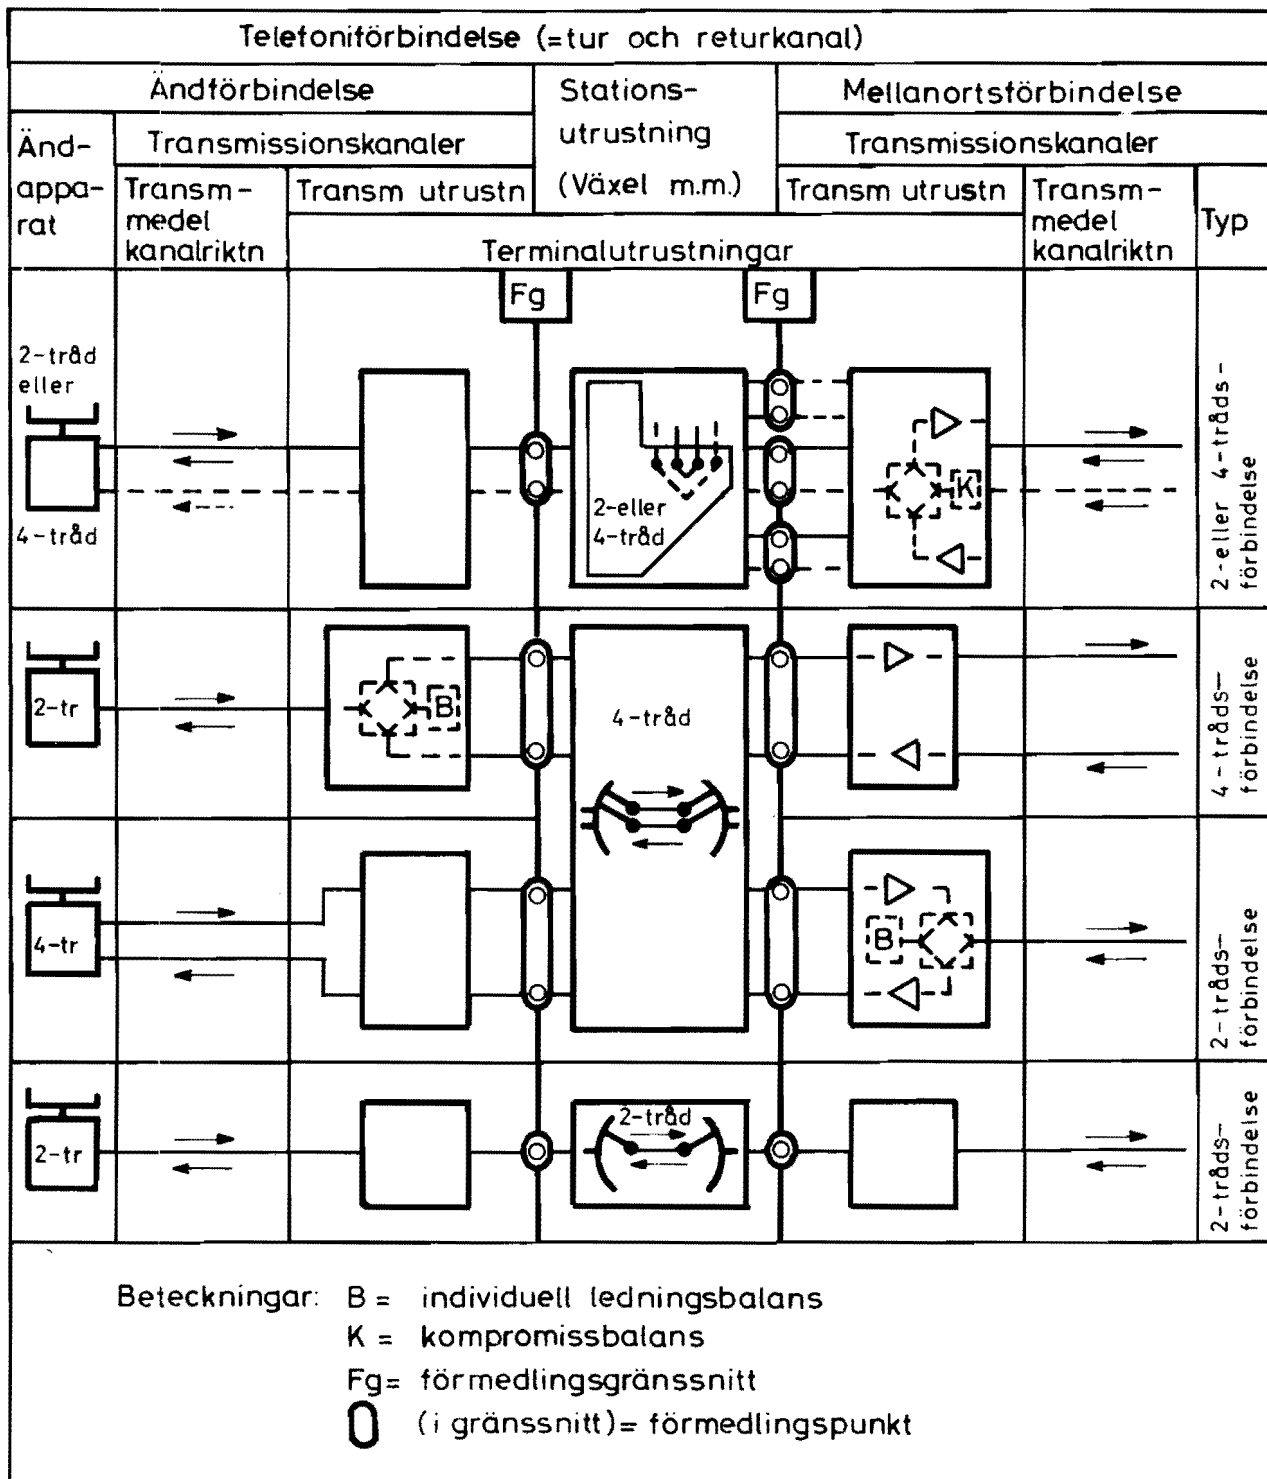 Telefoniförbindelse (=tur och returkanal)
Ändförbindelse
Stations-
utrustning
(Växel m.m.)
Mellanortsförbindelse
Änd-
appa-
rat
Transmissionskanaler
Transmissionskanaler
Transm-
medel
kanalriktn
Transm utrustn
Transm utrustn
Transm-
medel
kanalriktn
Typ
Terminalutrustningar
Fg
Fg
2-tråd
eller
4-tråd
2-eller
4-tråd
K
2-eller 4-tråds-
förbindelse
2-tr
B
4-tråd
4-tråds-
förbindelse
4-tr
B
2-tråds-
förbindelse
2-tr
2-tråd
2-tråds-
förbindelse
Beteckningar: B = individuell ledningsbalans
K = kompromissbalans
Fg= förmedlingsgränssnitt
(i gränssnitt)= förmedlingspunkt